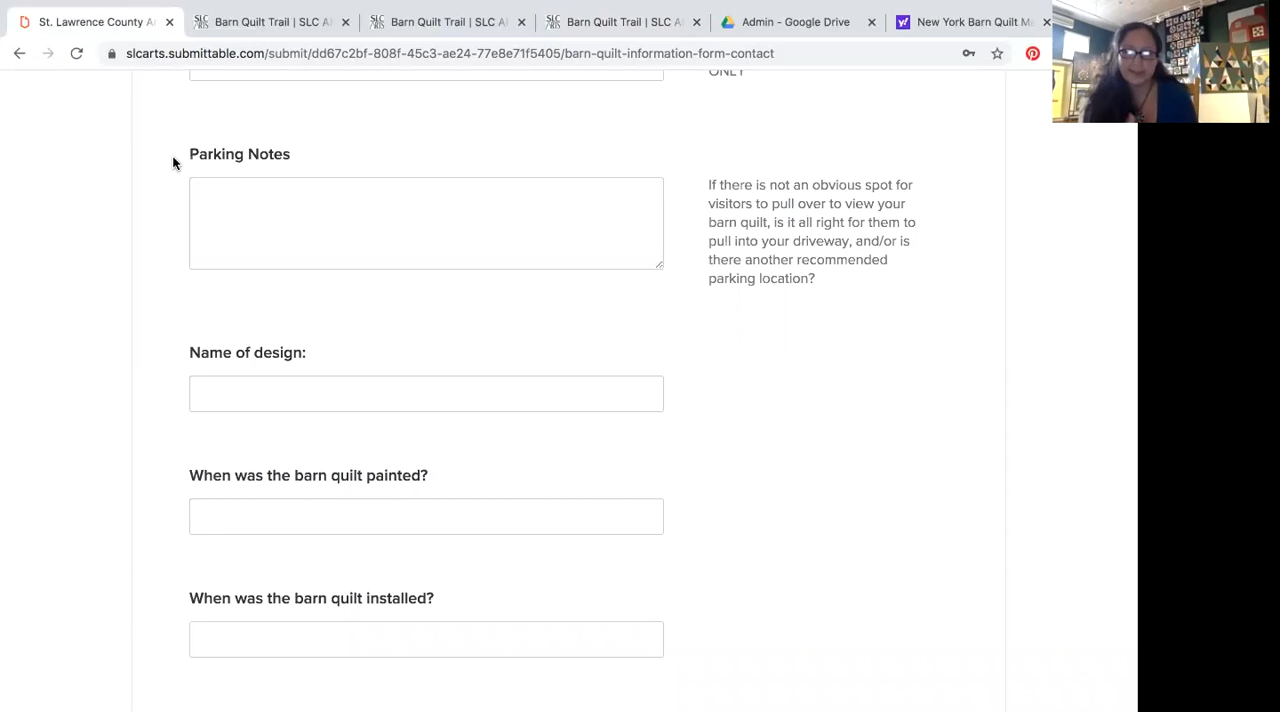 St. Lawrence County A
Barn Quilt Trail | SLC A
Barn Quilt Trail | SLC A
Barn Quilt Trail | SLC A
Admin - Google Drive
New York Barn Quilt M
slcarts.submittable.com/submit/dd67c2bf-808f-45c3-ae24-77e8e71f5405/barn-quilt-information-form-contact
ONLY
Parking Notes
If there is not an obvious spot for
visitors to pull over to view your
barn quilt, is it all right for them to
pull into your driveway, and/or is
there another recommended
parking location?
Name of design:
When was the barn quilt painted?
When was the barn quilt installed?